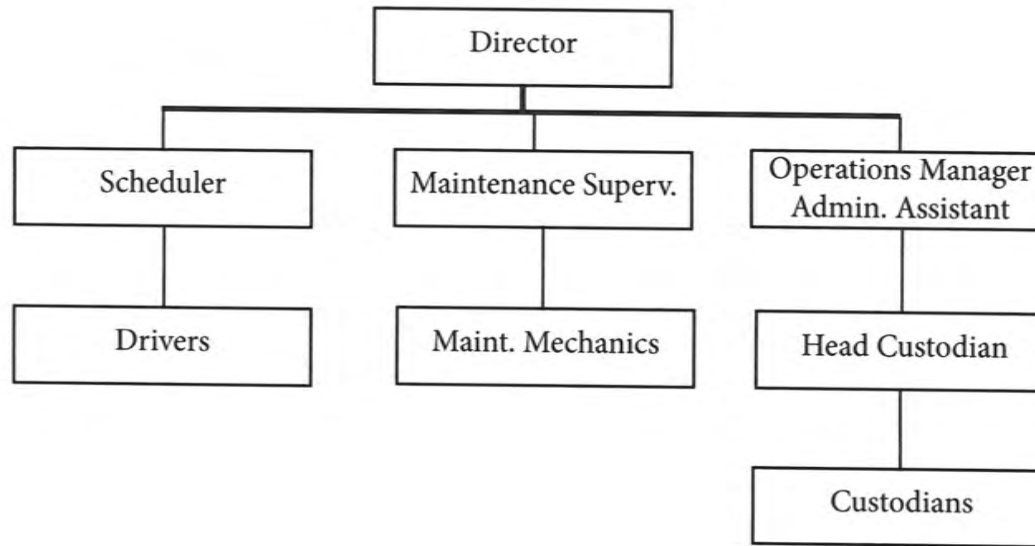 Director
Scheduler
Maintenance Superv.
Operations Manager
Admin. Assistant
Drivers
Maint. Mechanics
Head Custodian
Custodians